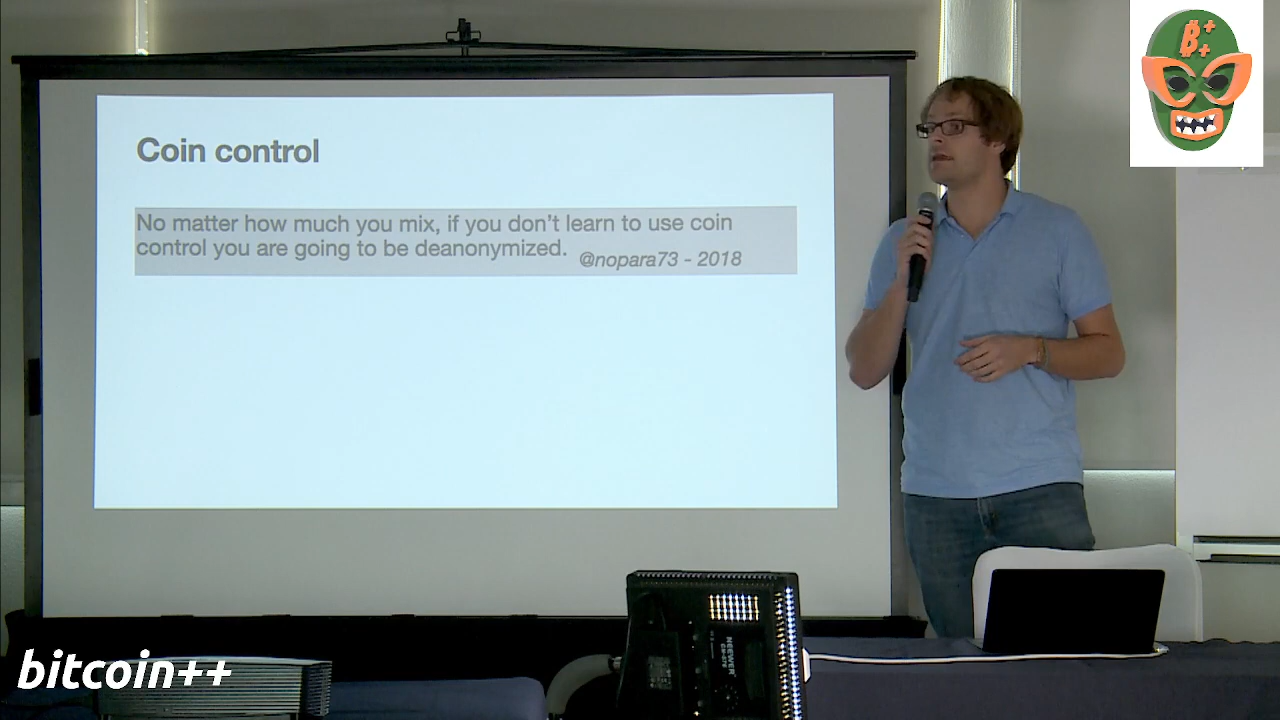 Coin control
No matter how much you mix, if you don't learn to use coin
control you are going to be deanonymized.
@nopara73 - 2018
bitcoin++
NEEWER